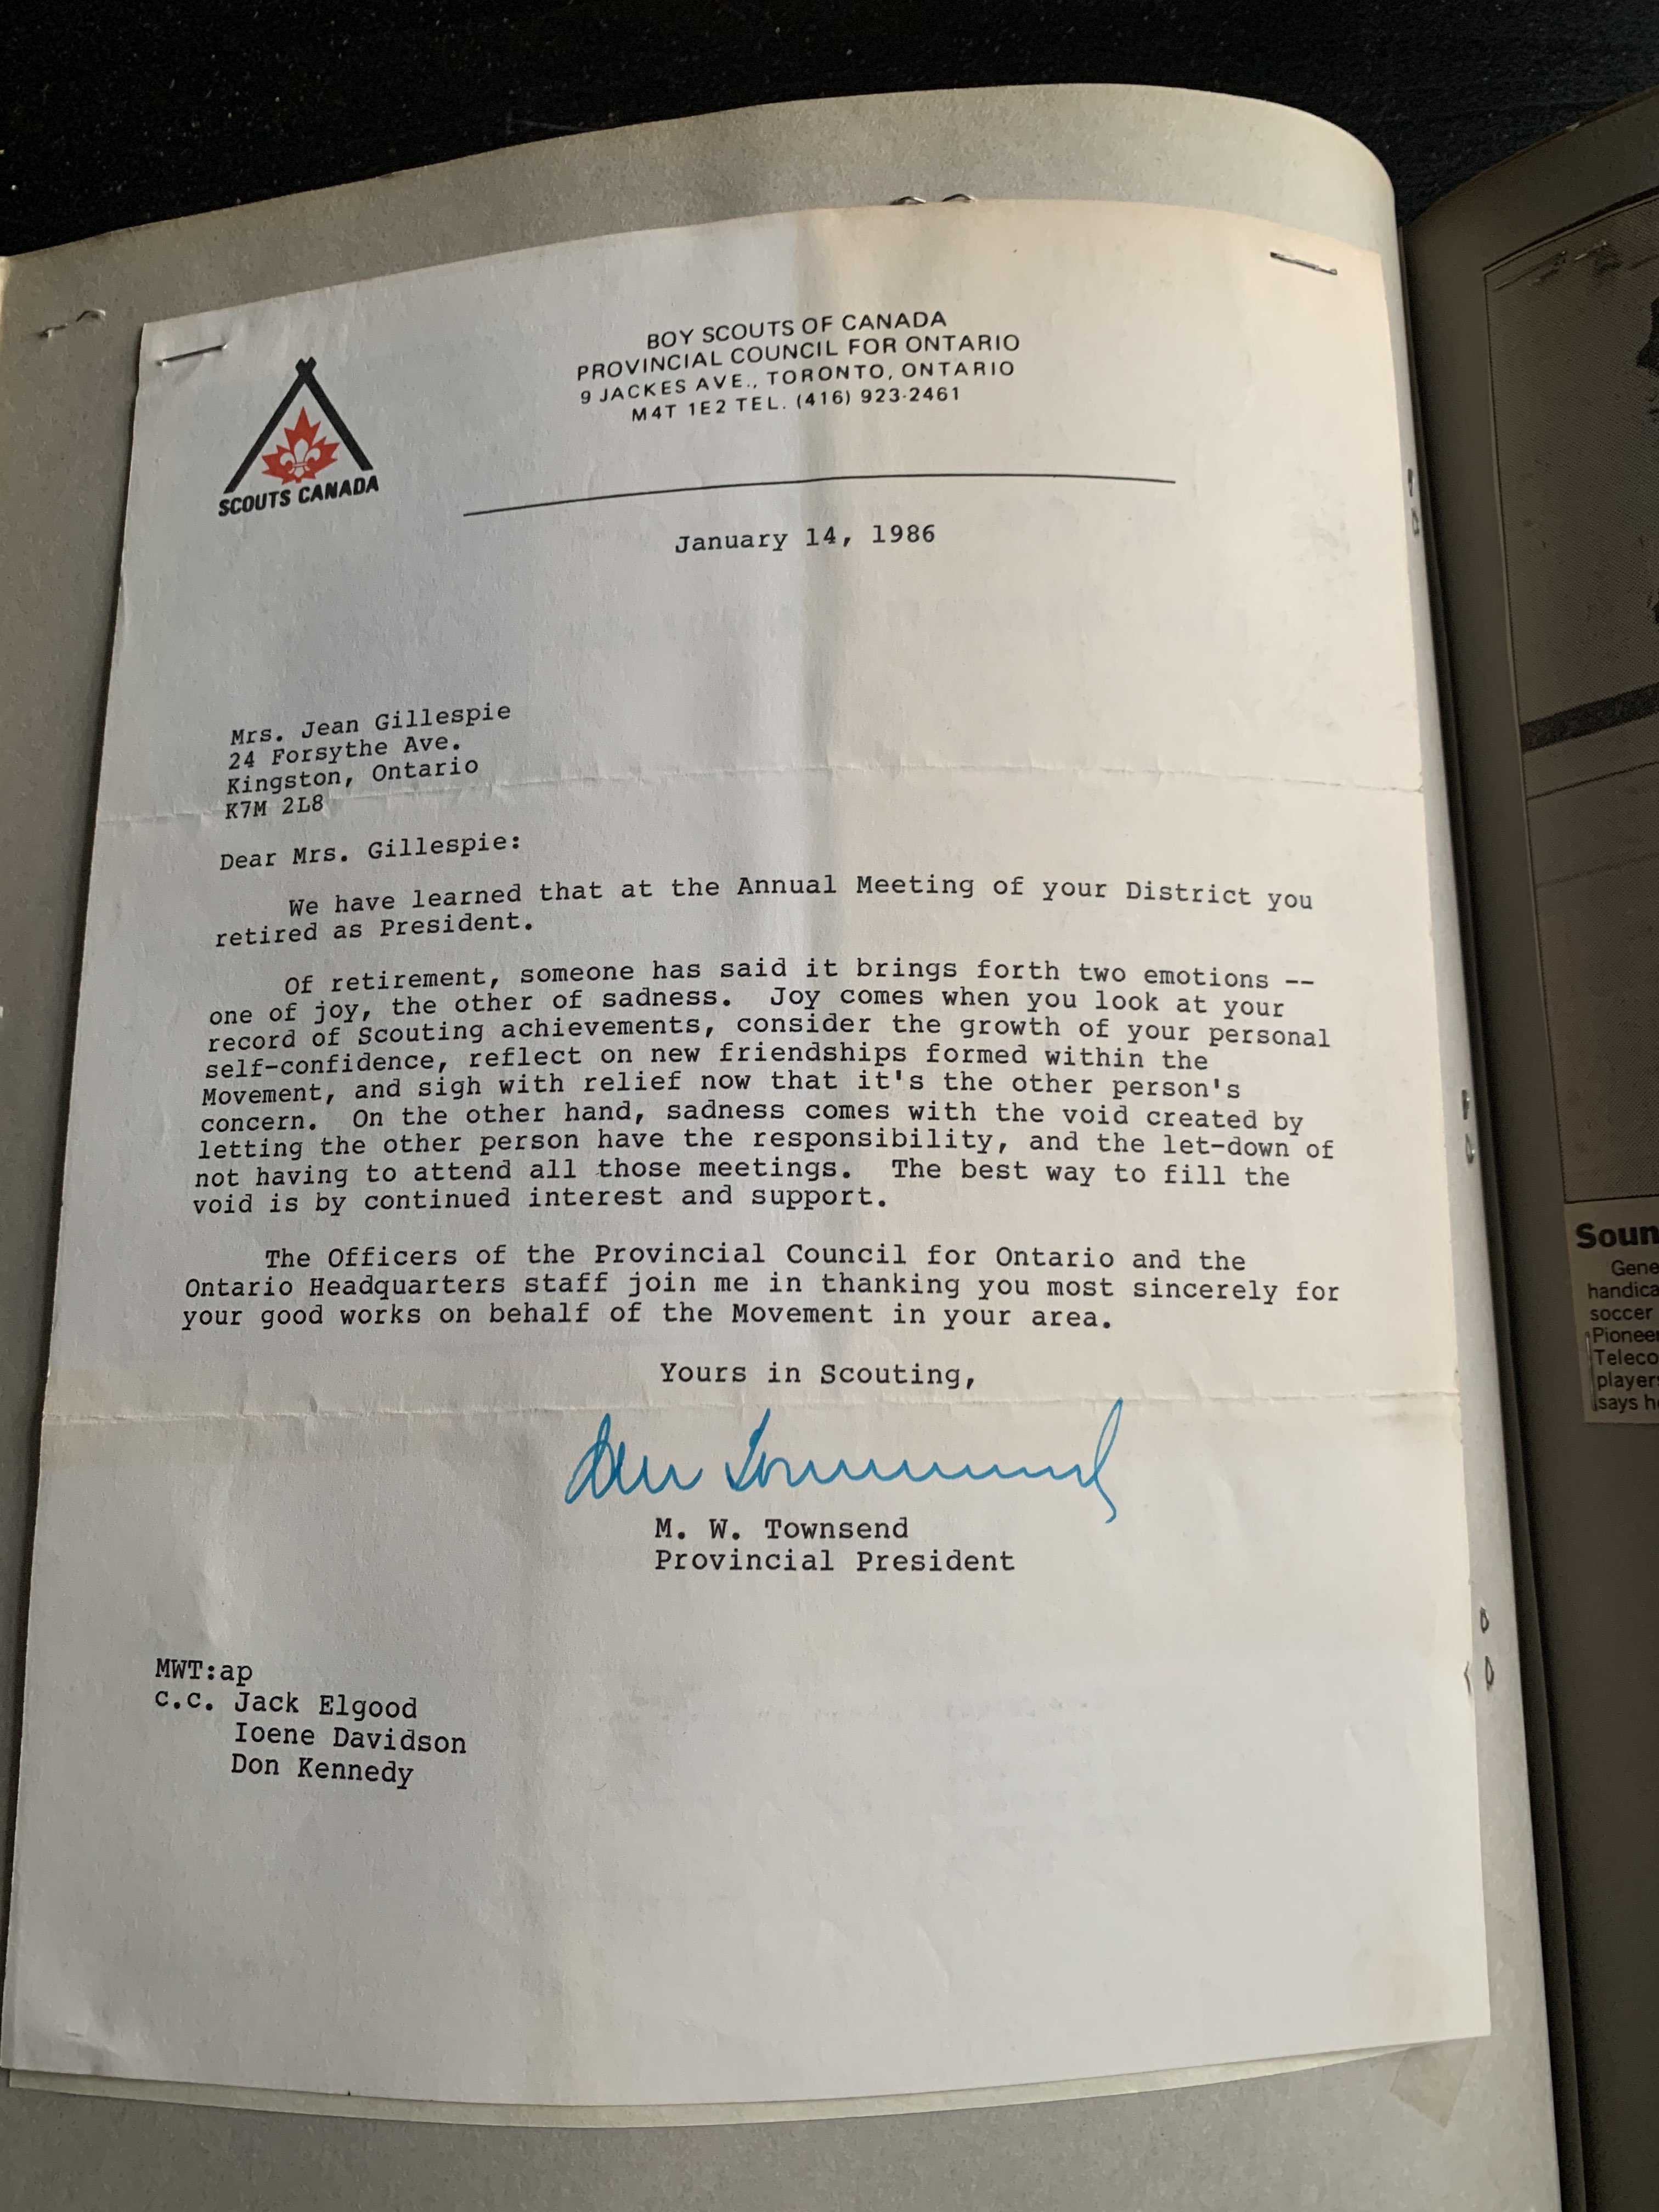 BOY SCOUTS OF CANADA
PROVINCIAL COUNCIL FOR ONTARIO
9 JACKES AVE., TORONTO, ONTARIO
M4T 1E2 TEL. (416) 923-2461
SCOUTS CANADA
January 14, 1986
Mrs. Jean Gillespie
24 Forsythe Ave.
Kingston, Ontario
K7M 2L8
Dear Mrs. Gillespie:
We have learned that at the Annual Meeting of your District you
retired as President.
Of retirement, someone has said it brings forth two emotions --
one of joy, the other of sadness. Joy comes when you look at your
record of Scouting achievements, consider the growth of your personal
self-confidence, reflect on new friendships formed within the
Movement, and sigh with relief now that it's the other person's
concern. On the other hand, sadness comes with the void created by
letting the other person have the responsibility, and the let-down of
not having to attend all those meetings. The best way to fill the
void is by continued interest and support.
The Officers of the Provincial Council for Ontario and the
Ontario Headquarters staff join me in thanking you most sincerely for
your good works on behalf of the Movement in your area.
Yours in Scouting,
M. W. Townsend
Provincial President
MWT:ap
c.c. Jack Elgood
Ioene Davidson
Don Kennedy
Soun
Gene
handica
soccer
Pioneer
Teleco
players
says h